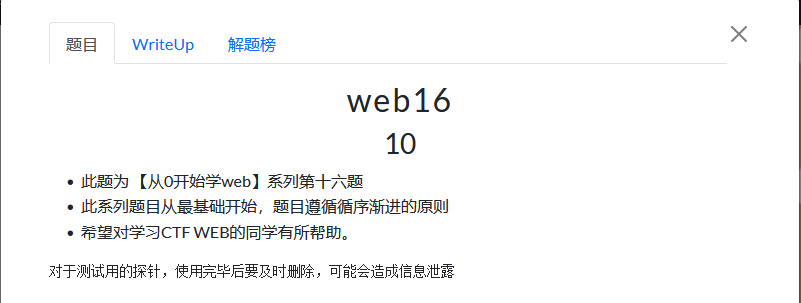 题目 WriteUp 解题榜
web16
10
此题为 【从0开始学web】系列第十六题
此系列题目从最基础开始，题目遵循循序渐进的原则
希望对学习CTF WEB的同学有所帮助。
对于测试用的探针，使用完毕后要及时删除，可能会造成信息泄露